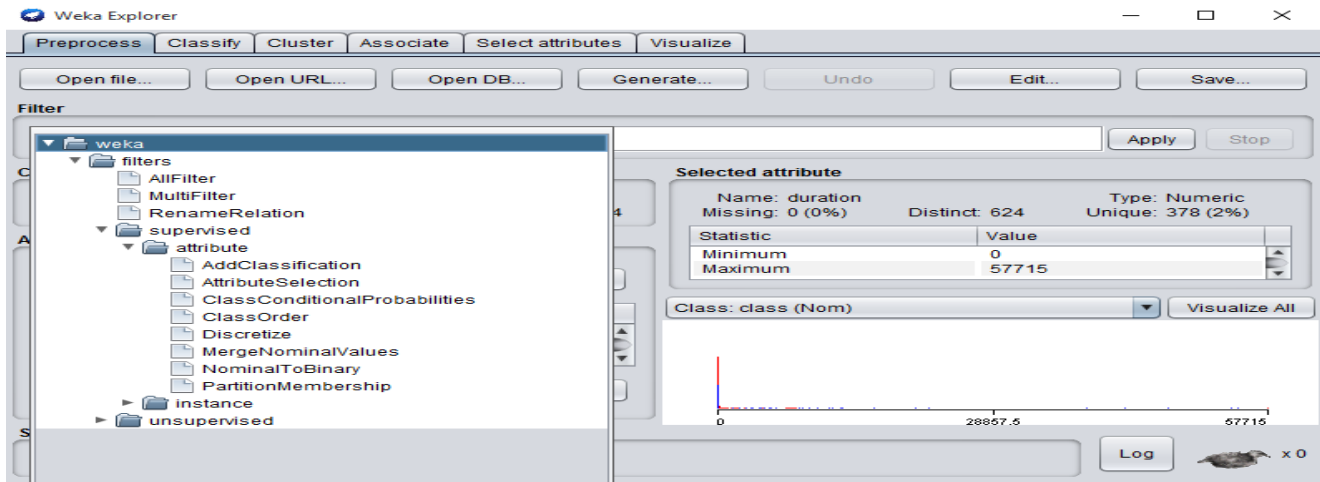 Weka Explorer
Preprocess Classify Cluster Associate Select attributes Visualize
Open file... Open URL... Open DB... Generate... Undo Edit... Save...
Filter
Apply Stop
weka
filters
AllFilter
MultiFilter
RenameRelation
supervised
attribute
AddClassification
AttributeSelection
ClassConditionalProbabilities
ClassOrder
Discretize
MergeNominalValues
NominalToBinary
PartitionMembership
instance
unsupervised
Selected attribute
Name: duration Type: Numeric
Missing: 0 (0%) Distinct: 624 Unique: 378 (2%)
Statistic Value
Minimum 0
Maximum 57715
Class: class (Nom) Visualize All
0 28857.5 57715
Log x 0